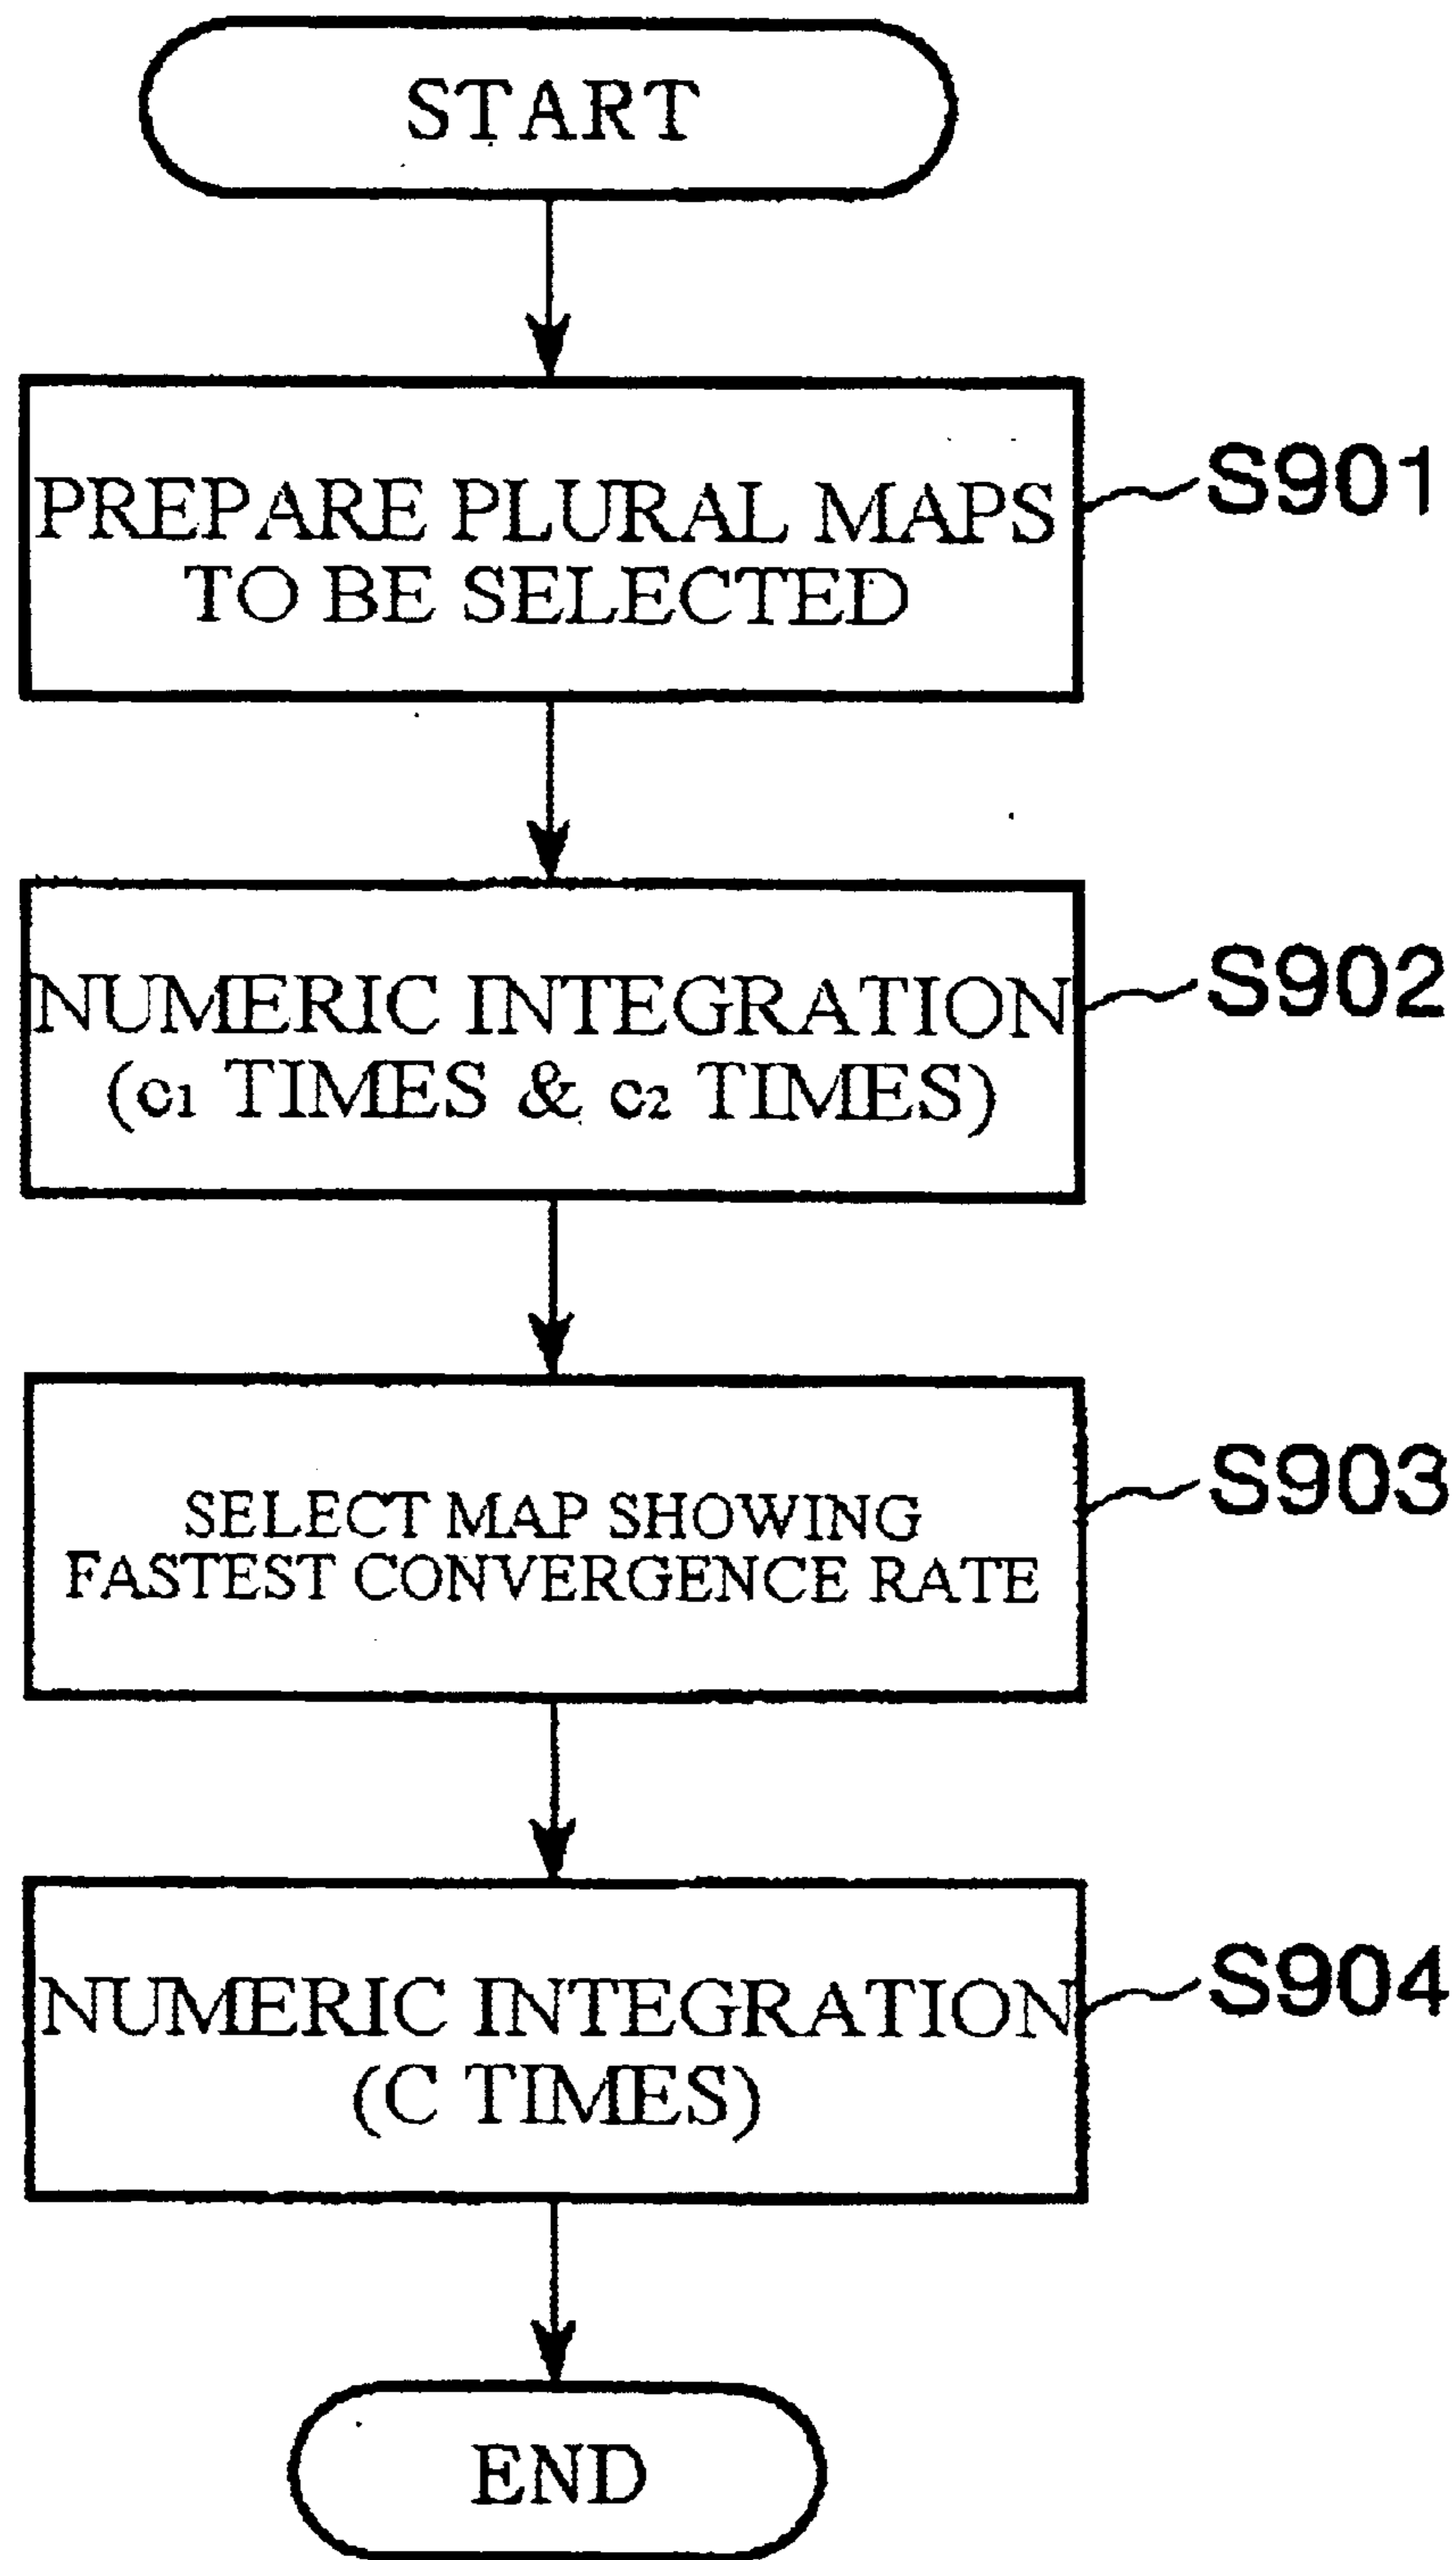 START
PREPARE PLURAL MAPS
TO BE SELECTED
S901
NUMERIC INTEGRATION
(c₁ TIMES & c₂ TIMES)
S902
SELECT MAP SHOWING
FASTEST CONVERGENCE RATE
S903
NUMERIC INTEGRATION
(C TIMES)
S904
END